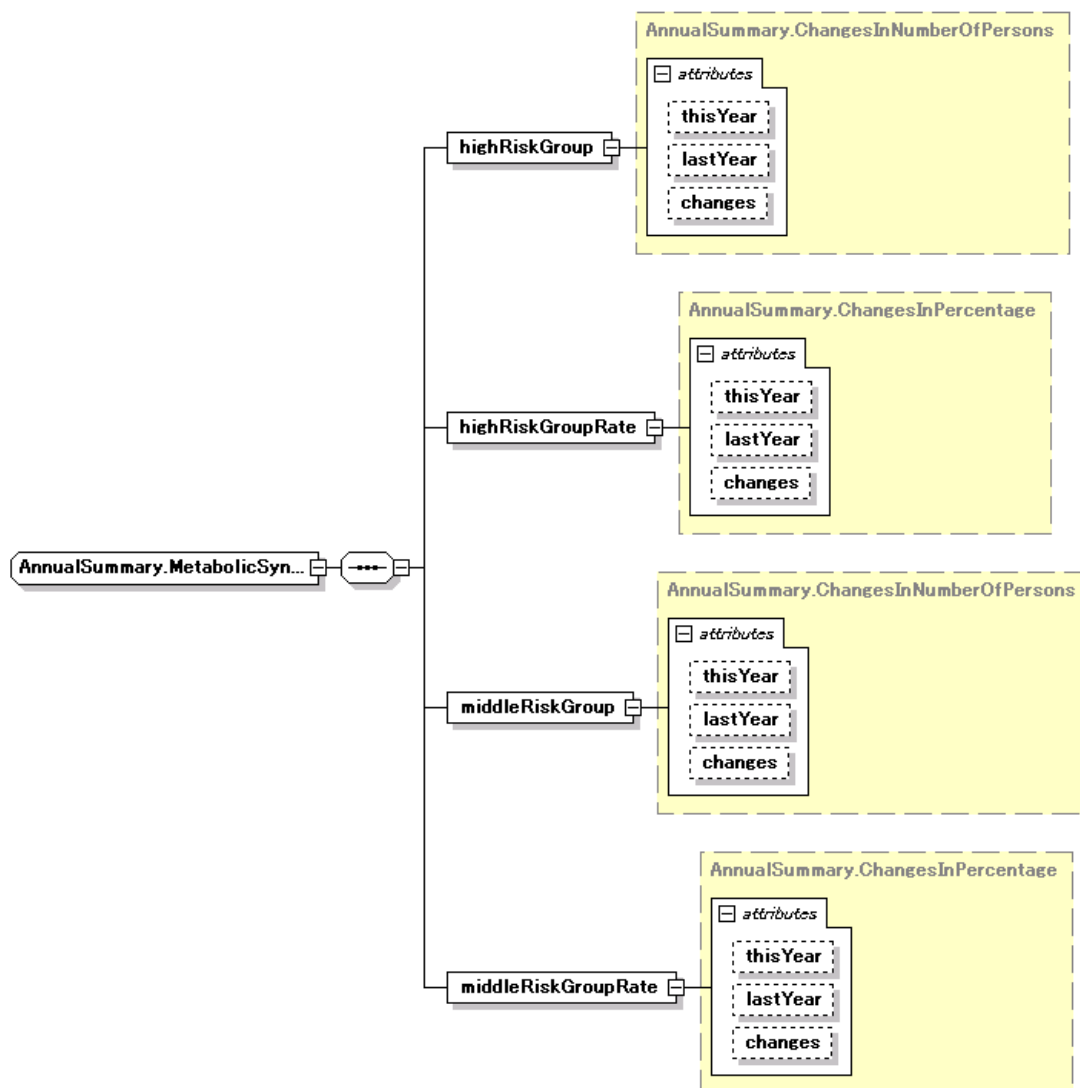 AnnualSummary.ChangesInNumberOfPersons
attributes
thisYear
highRiskGroup
lastYear
changes
AnnualSummary.ChangesInPercentage
attributes
thisYear
highRiskGroupRate
lastYear
changes
AnnualSummary.MetabolicSyn...
AnnualSummary.ChangesInNumberOfPersons
attributes
thisYear
middleRiskGroup
lastYear
changes
AnnualSummary.ChangesInPercentage
attributes
thisYear
middleRiskGroupRate
lastYear
changes